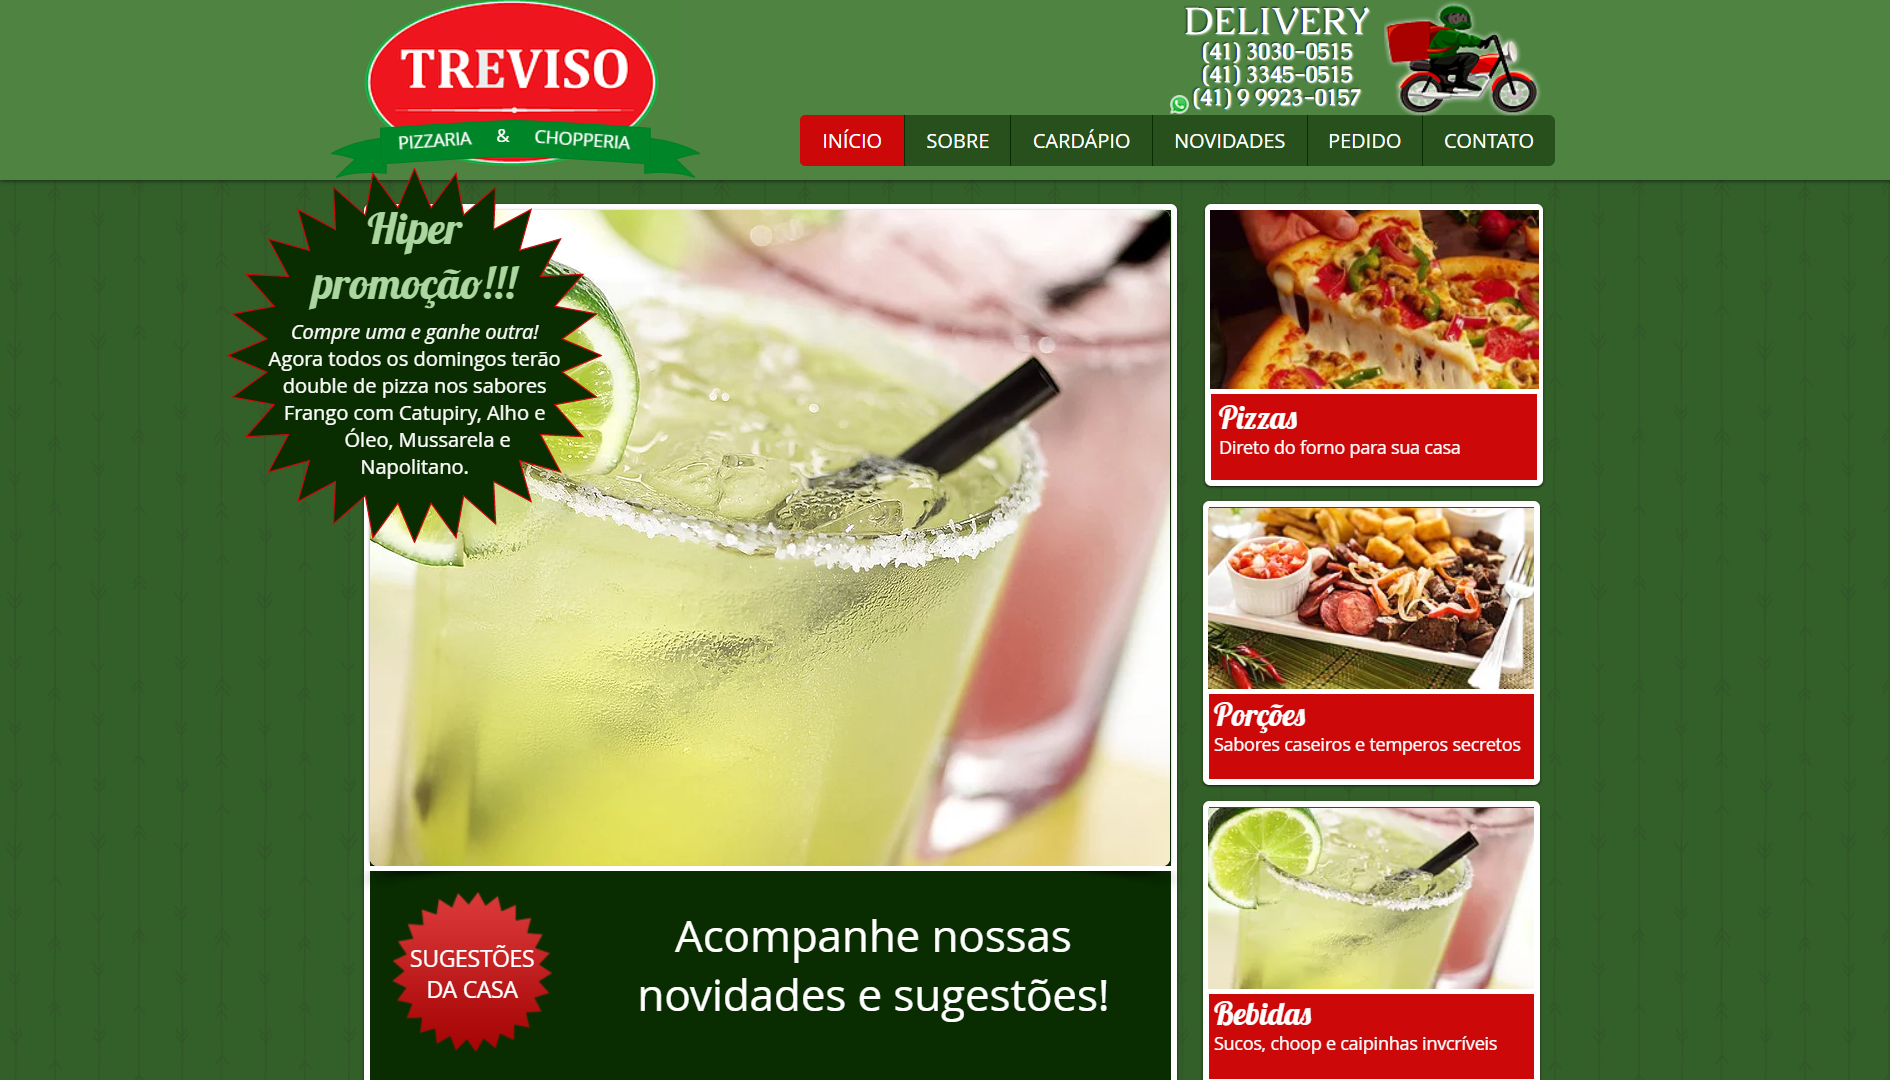 TREVISO
PIZZARIA & CHOPPERIA
DELIVERY
(41) 3030-0515
(41) 3345-0515
(41) 9 9923-0157
INÍCIO
SOBRE
CARDÁPIO
NOVIDADES
PEDIDO
CONTATO
Hiper
promoção!!!
Compre uma e ganhe outra!
Agora todos os domingos terão
double de pizza nos sabores
Frango com Catupiry, Alho e
Óleo, Mussarela e
Napolitano.
Pizzas
Direto do forno para sua casa
Porções
Sabores caseiros e temperos secretos
Bebidas
Sucos, choop e caipinhas invcríveis
SUGESTÕES
DA CASA
Acompanhe nossas
novidades e sugestões!